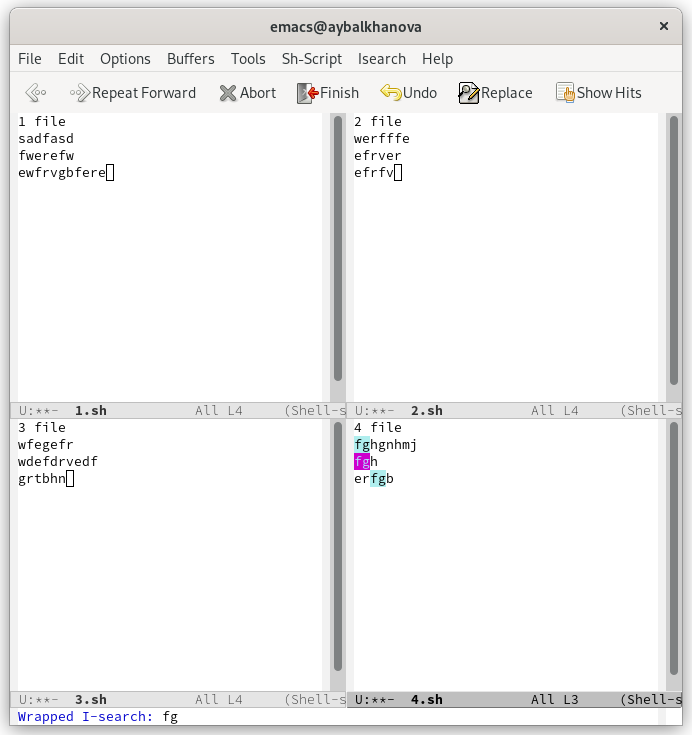 emacs@aybalkhanova ×
File Edit Options Buffers Tools Sh-Script Isearch Help
Repeat Forward Abort Finish Undo Replace Show Hits
1 file
sadfasd
fwerefw
ewfrvgbfere
U:**- 1.sh All L4 (Shell-s
2 file
werfffe
efrver
efrfv
U:**- 2.sh All L4 (Shell-s
3 file
wfegefr
wdefdrvedf
grtbhn
U:**- 3.sh All L4 (Shell-s
4 file
fghgnhmj
fgh
erfgb
U:**- 4.sh All L3 (Shell-s
Wrapped I-search: fg